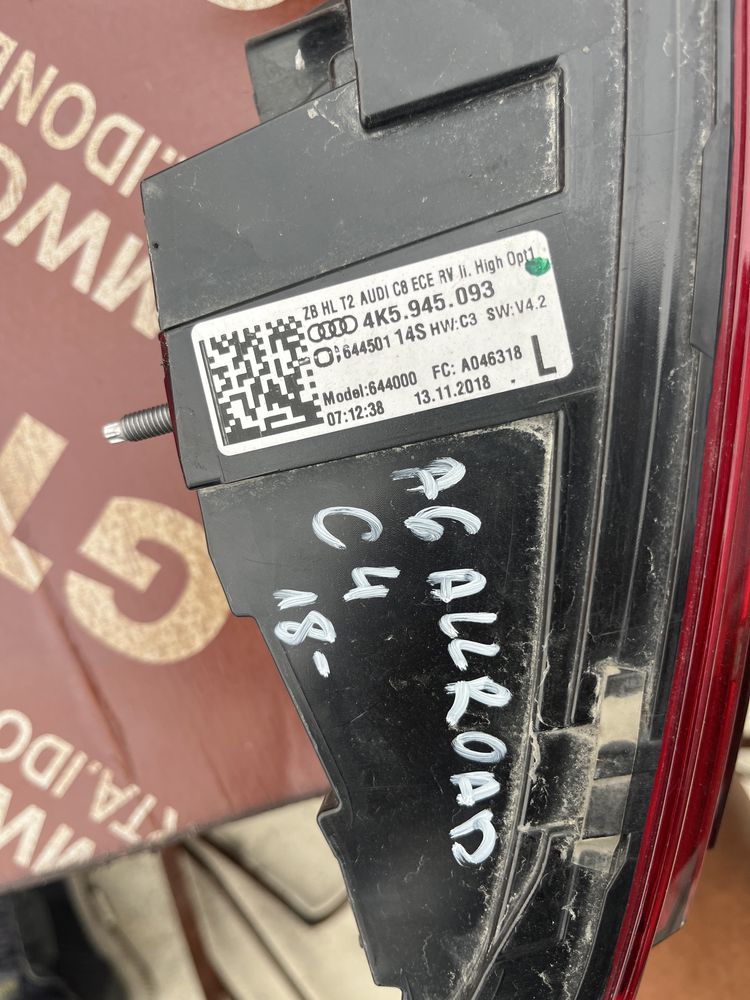 ZB HL T2 AUDI C8 ECE RV li. High Opt1
4K5.945.093
644501 14S HW:C3 SW:V4.2
Model:644000 FC: A046318
07:12:38 13.11.2018 L
A6 ALLROAD
C4
18-